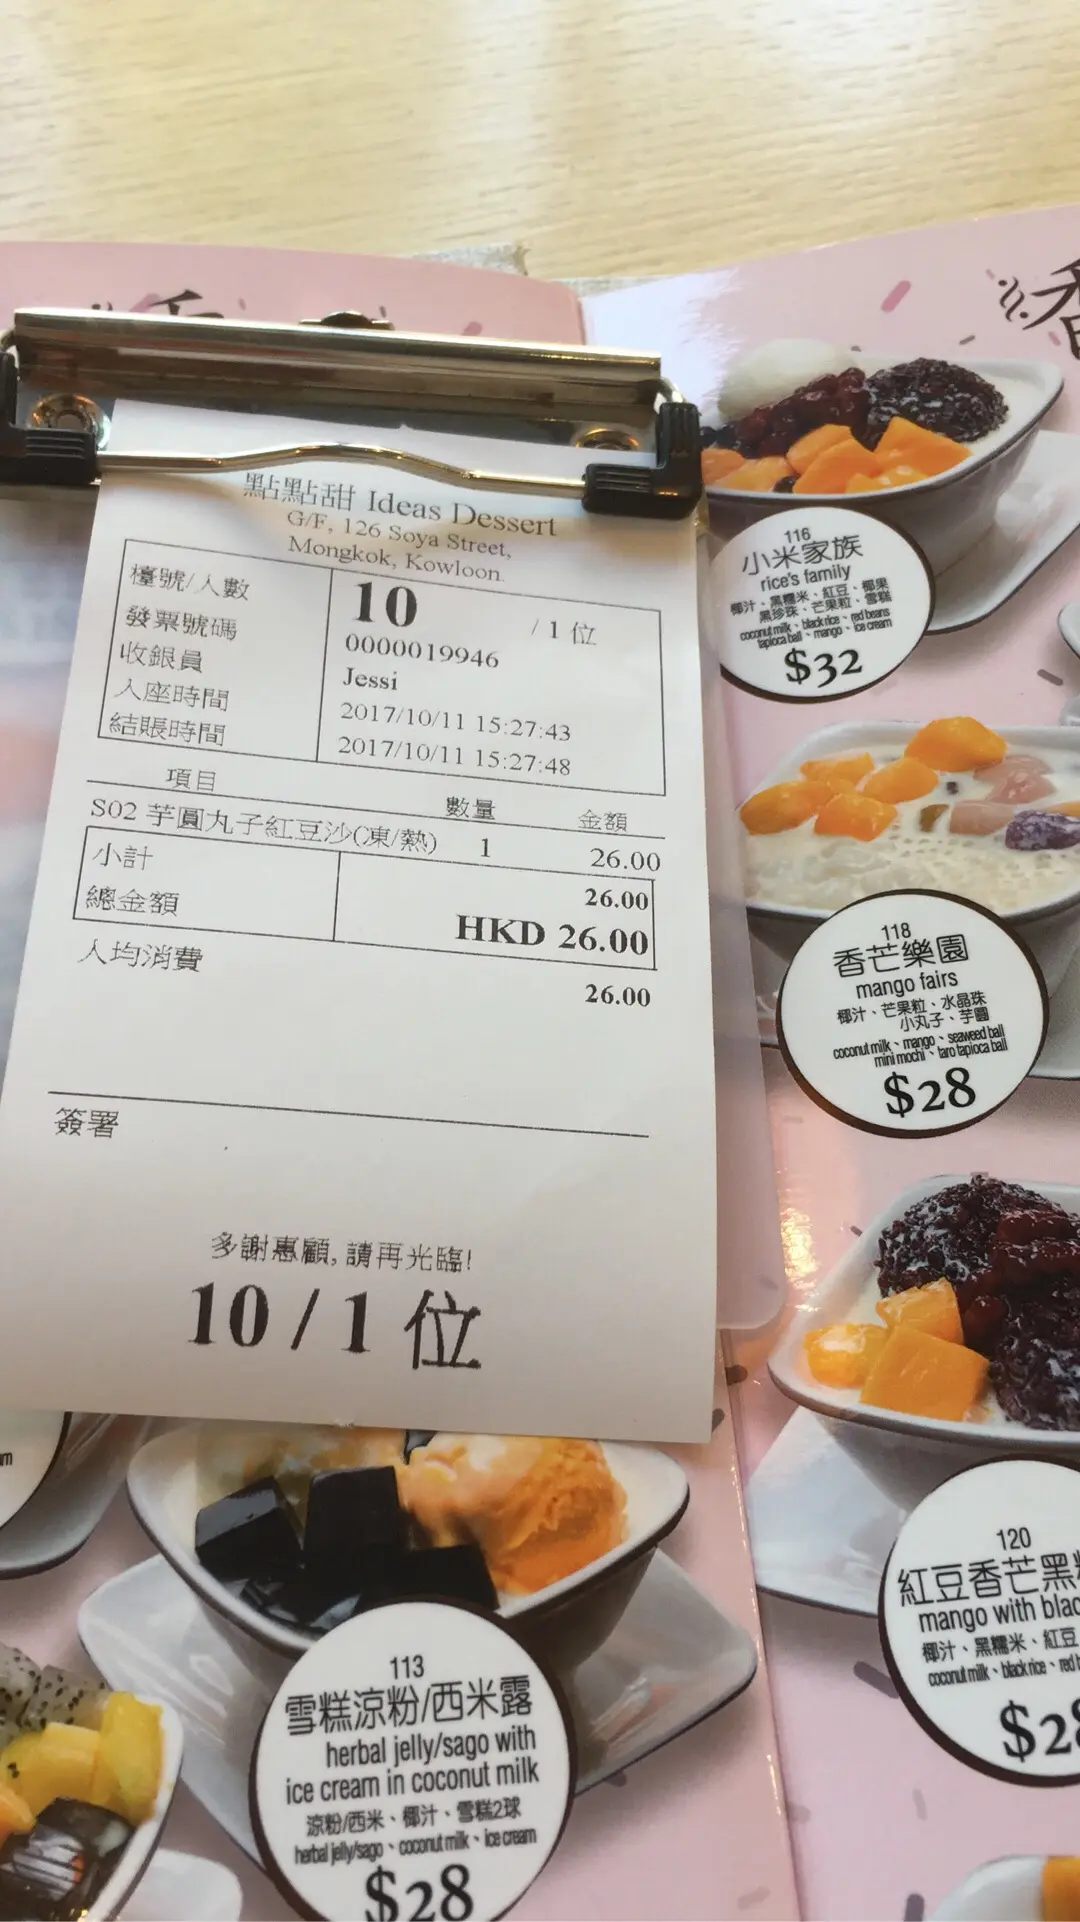 點點甜 Ideas Dessert
G/F, 126 Soya Street,
Mongkok, Kowloon.
檯號/人數 10 / 1 位
發票號碼 0000019946
收銀員 Jessi
入座時間 2017/10/11 15:27:43
結賬時間 2017/10/11 15:27:48
項目 數量 金額
S02 芋圓丸子紅豆沙(凍/熱) 1 26.00
小計 26.00
總金額 HKD 26.00
人均消費 26.00
簽署
多謝惠顧, 請再光臨!
10 / 1 位
116
小米家族
rice's family
椰汁、黑糯米、紅豆、椰果
黑珍珠、芒果粒、雪糕
coconut milk、black rice、red beans
tapioca ball、mango、ice cream
$32
118
香芒樂園
mango fairs
椰汁、芒果粒、水晶珠
小丸子、芋圓
coconut milk、mango、seaweed ball
mini mochi、taro tapioca ball
$28
120
紅豆香芒黑
mango with blac
椰汁、黑糯米、紅豆
coconut milk、black rice、red b
$28
113
雪糕涼粉/西米露
herbal jelly/sago with
ice cream in coconut milk
涼粉/西米、椰汁、雪糕2球
herbal jelly/sago、coconut milk、ice cream
$28